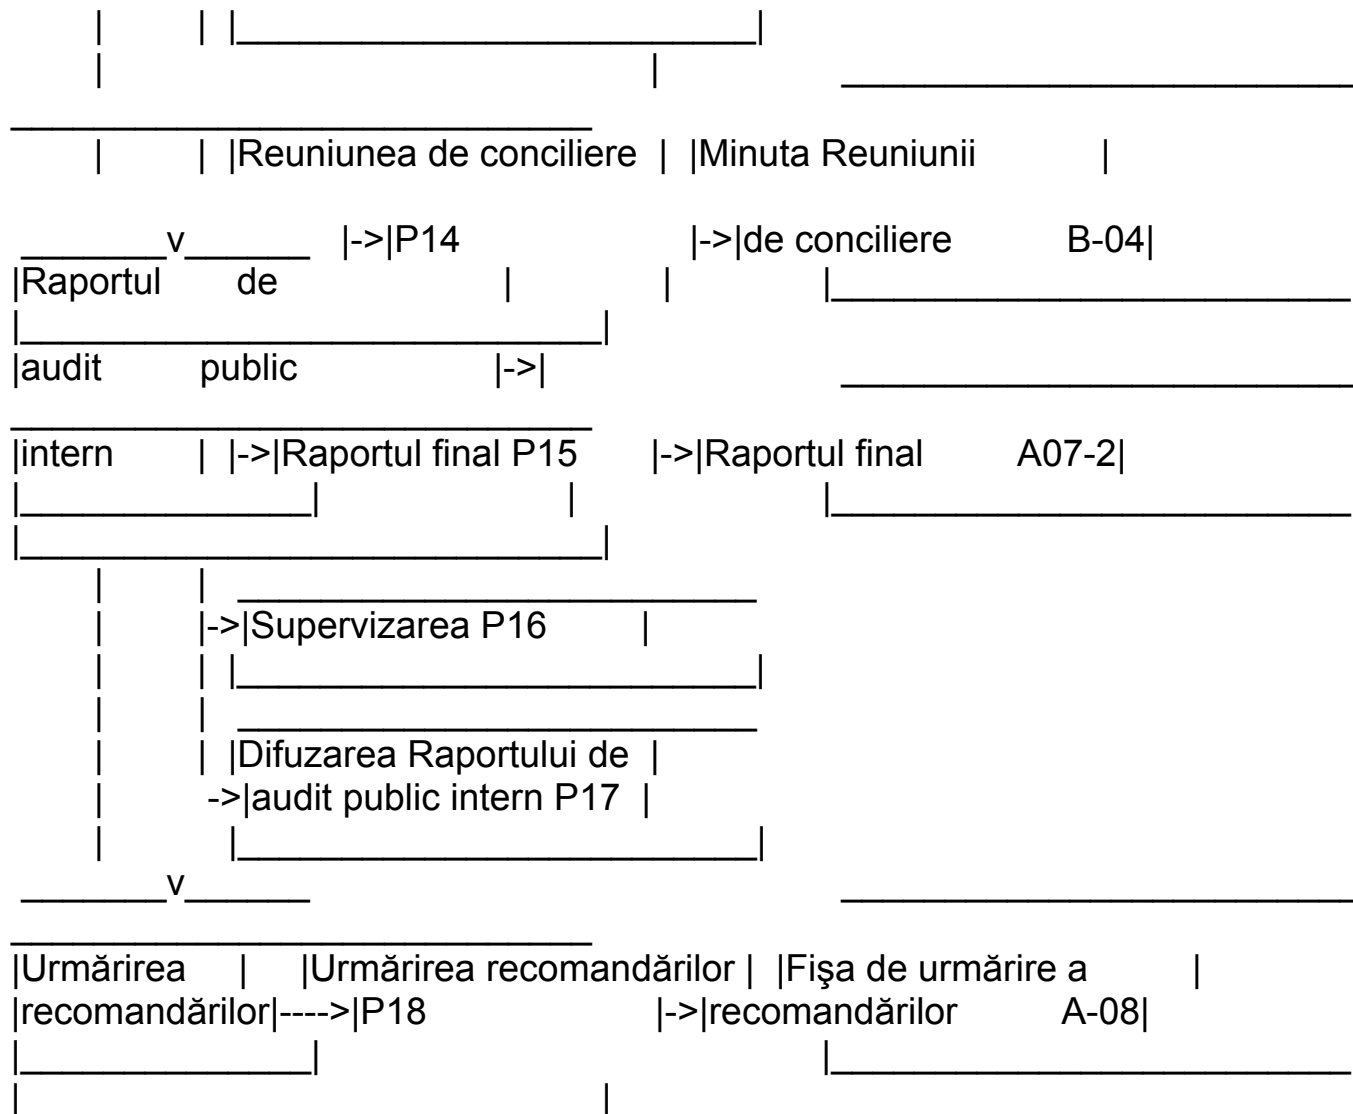 |Reuniunea de conciliere | |Minuta Reuniunii |
v |->|P14 |->|de conciliere B-04|
|Raportul de | | |
|audit public |->|
|intern | |->|Raportul final P15 |->|Raportul final A07-2|
|->|Supervizarea P16 |
| | |Difuzarea Raportului de |
| ->|audit public intern P17 |
v
|Urmărirea | |Urmărirea recomandărilor | |Fişa de urmărire a |
|recomandărilor|---->|P18 |->|recomandărilor A-08|